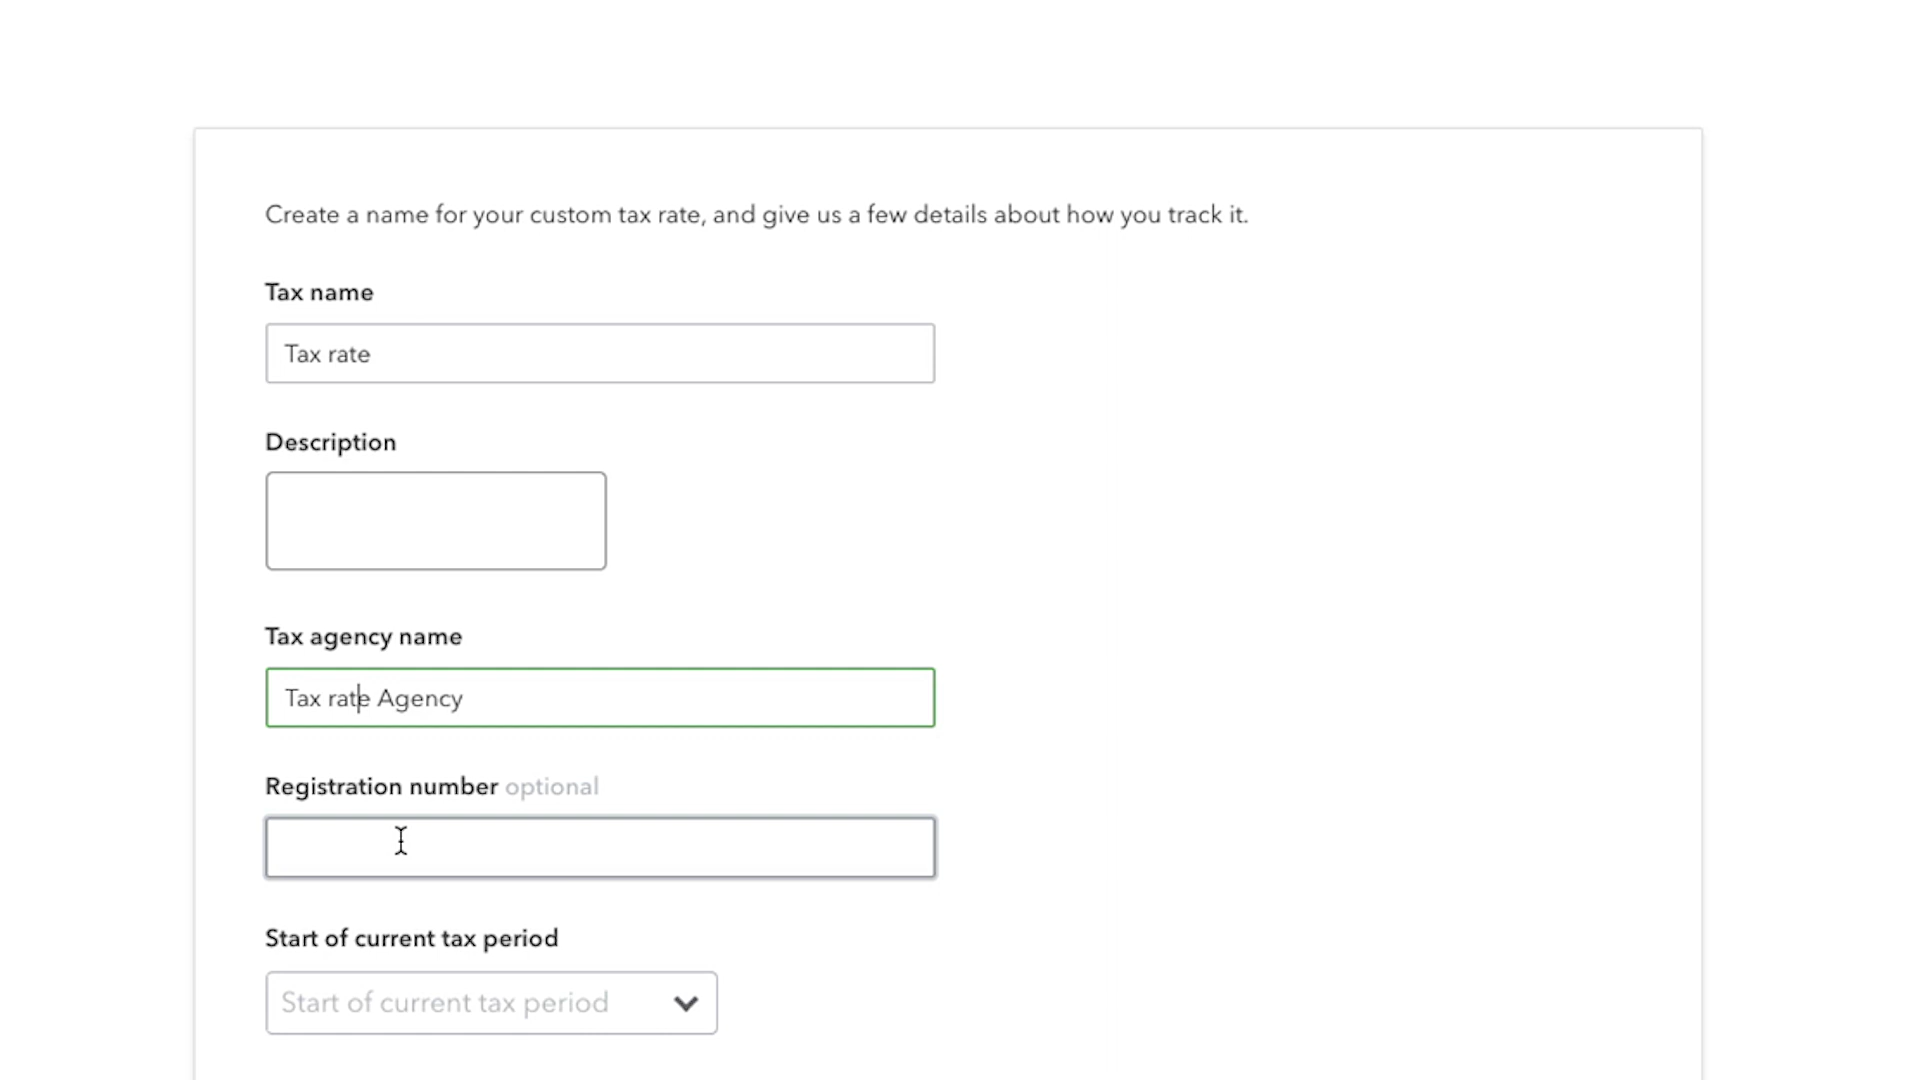 Create a name for your custom tax rate, and give us a few details about how you track it.
Tax name
Tax rate
Description
Tax agency name
Tax rate Agency
Registration number optional
Start of current tax period
Start of current tax period